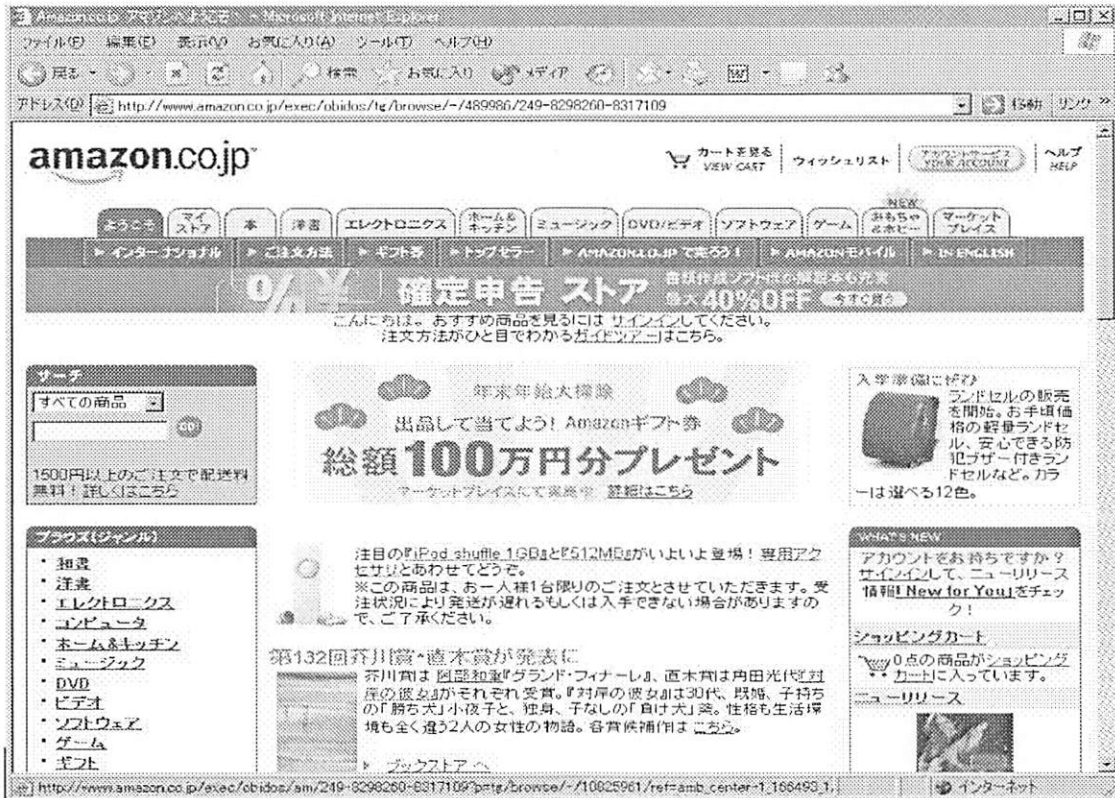 Amazon.co.jp アマゾンへようこそ! - Microsoft Internet Explorer
ファイル(F) 編集(E) 表示(V) お気に入り(A) ツール(T) ヘルプ(H)
戻る 検索 お気に入り メディア
アドレス(D) http://www.amazon.co.jp/exec/obidos/tg/browse/-/489986/249-8298260-8317109 移動 リンク »
amazon.co.jp
カートを見る VIEW CART
ウィッシュリスト
アカウントサービス YOUR ACCOUNT
ヘルプ HELP
NEW
ようこそ マイストア 本 洋書 エレクトロニクス ホーム&キッチン ミュージック DVD/ビデオ ソフトウェア ゲーム おもちゃ&ホビー マーケットプレイス
インターナショナル ご注文方法 ギフト券 トップセラー AMAZON.CO.JPで売ろう! AMAZONモバイル IN ENGLISH
% ¥ 確定申告 ストア
最大40%OFF 今すぐ買う
こんにちは。おすすめ商品を見るには サインインしてください。
注文方法がひと目でわかるガイドツアーはこちら。
サーチ
すべての商品
GO!
1500円以上のご注文で配送料
無料!詳しくはこちら
年末年始大掃除
出品して当てよう! Amazonギフト券
総額100万円分プレゼント
マーケットプレイスにて実施中 詳細はこちら
入学準備にぜひ
ランドセルの販売
を開始。お手頃価
格の軽量ランドセ
ル、安心できる防
犯ブザー付きラン
ドセルなど。カラ
ーは選べる12色。
ブラウズ(ジャンル)
・和書
・洋書
・エレクトロニクス
・コンピュータ
・ホーム&キッチン
・ミュージック
・DVD
・ビデオ
・ソフトウェア
・ゲーム
・ギフト
注目の『iPod shuffle 1GB』と『512MB』がいよいよ登場! 専用アク
セサリとあわせてどうぞ。
※この商品は、お一人様1台限りのご注文とさせていただきます。受
注状況により発送が遅れるもしくは入手できない場合がありますの
で、ご了承ください。
第132回芥川賞・直木賞が発表に
芥川賞は 阿部和重『グランド・フィナーレ』、直木賞は角田光代『対
岸の彼女』がそれぞれ受賞。『対岸の彼女』は30代、既婚、子持ち
の「勝ち犬」小夜子と、独身、子なしの「負け犬」葵。性格も生活環
境も全く違う2人の女性の物語。各賞候補作は こちら。
ブックストア へ
WHAT'S NEW
アカウントをお持ちですか?
サインインして、ニューリリース
情報「New for You」をチェッ
ク!
ショッピングカート
0点の商品がショッピング
カートに入っています。
ニューリリース
インターネット